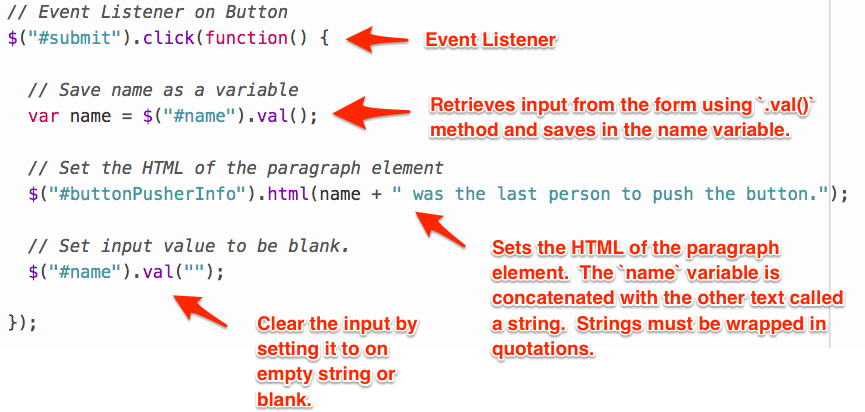 // Event Listener on Button
$("#submit").click(function() {
Event Listener
// Save name as a variable
var name = $("#name").val();
Retrieves input from the form using `.val()`
method and saves in the name variable.
// Set the HTML of the paragraph element
$("#buttonPusherInfo").html(name + " was the last person to push the button.");
Sets the HTML of the paragraph
element.  The `name` variable is
concatenated with the other text called
a string.  Strings must be wrapped in
quotations.
// Set input value to be blank.
$("#name").val("");
Clear the input by
setting it to on
empty string or
blank.
});